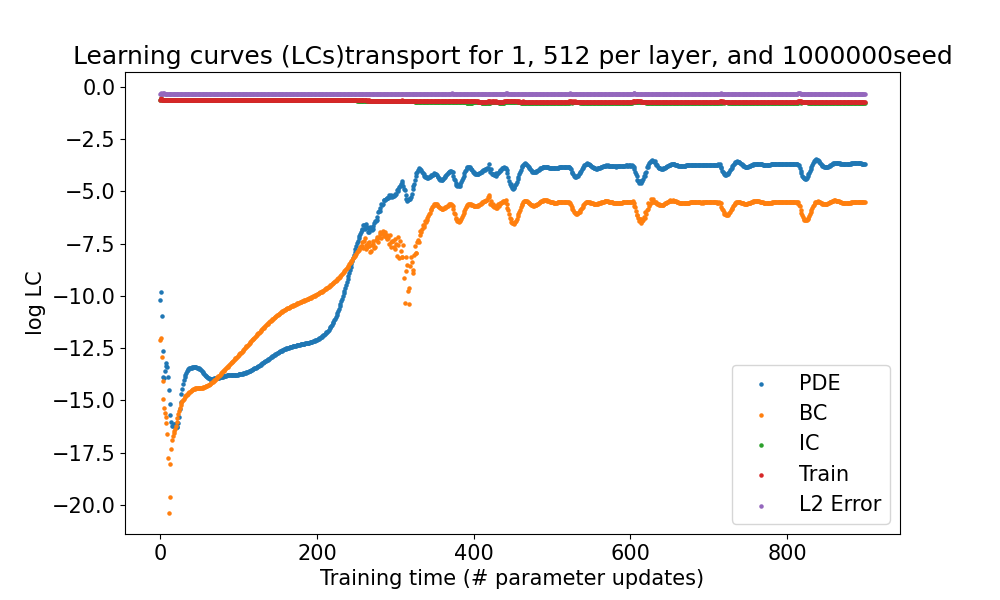 Learning curves (LCs)transport for 1, 512 per layer, and 1000000seed
0.0
−2.5
−5.0
−7.5
−10.0
−12.5
−15.0
−17.5
−20.0
log LC
PDE
BC
IC
Train
L2 Error
0 200 400 600 800
Training time (# parameter updates)